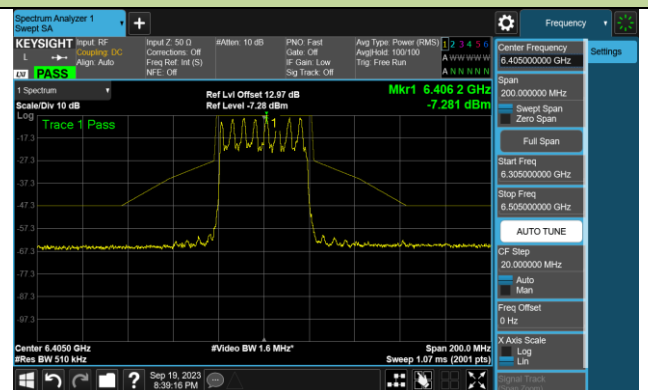 Spectrum Analyzer 1
Swept SA
+
Frequency
KEYSIGHT
L
LXI
PASS
Input: RF
Coupling: DC
Align: Auto
Input Z: 50 Ω
Corrections: Off
Freq Ref: Int (S)
NFE: Off
#Atten: 10 dB
PNO: Fast
Gate: Off
IF Gain: Low
Sig Track: Off
Avg Type: Power (RMS)
Avg|Hold: 100/100
Trig: Free Run
1 2 3 4 5 6
A W W W W W
A N N N N N
Center Frequency
6.405000000 GHz
Settings
1 Spectrum
Scale/Div 10 dB
Ref Lvl Offset 12.97 dB
Ref Level -7.28 dBm
Mkr1 6.406 2 GHz
-7.281 dBm
Log
Trace 1 Pass
1
-17.3
-27.3
-37.3
-47.3
-57.3
-67.3
-77.3
-87.3
-97.3
Span
200.000000 MHz
Swept Span
Zero Span
Full Span
Start Freq
6.305000000 GHz
Stop Freq
6.505000000 GHz
AUTO TUNE
CF Step
20.000000 MHz
Auto
Man
Freq Offset
0 Hz
X Axis Scale
Log
Lin
Signal Track
(Span Zoom)
Center 6.4050 GHz
#Res BW 510 kHz
#Video BW 1.6 MHz*
Span 200.0 MHz
Sweep 1.07 ms (2001 pts)
?
Sep 19, 2023
8:39:16 PM